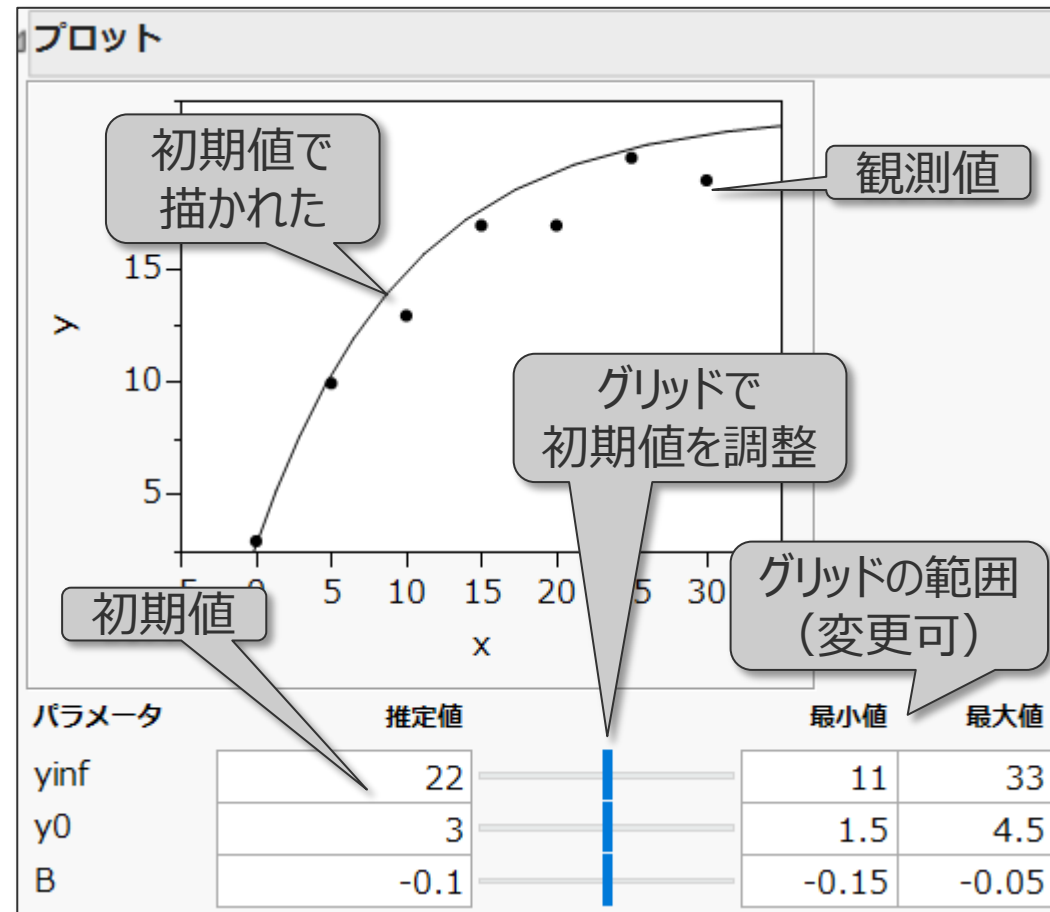 プロット
初期値で
描かれた
観測値
15
y
10
グリッドで
初期値を調整
5
5 10 15 20 5 30
x
初期値
グリッドの範囲
（変更可）
パラメータ 推定値 最小値 最大値
yinf 22 11 33
y0 3 1.5 4.5
B -0.1 -0.15 -0.05